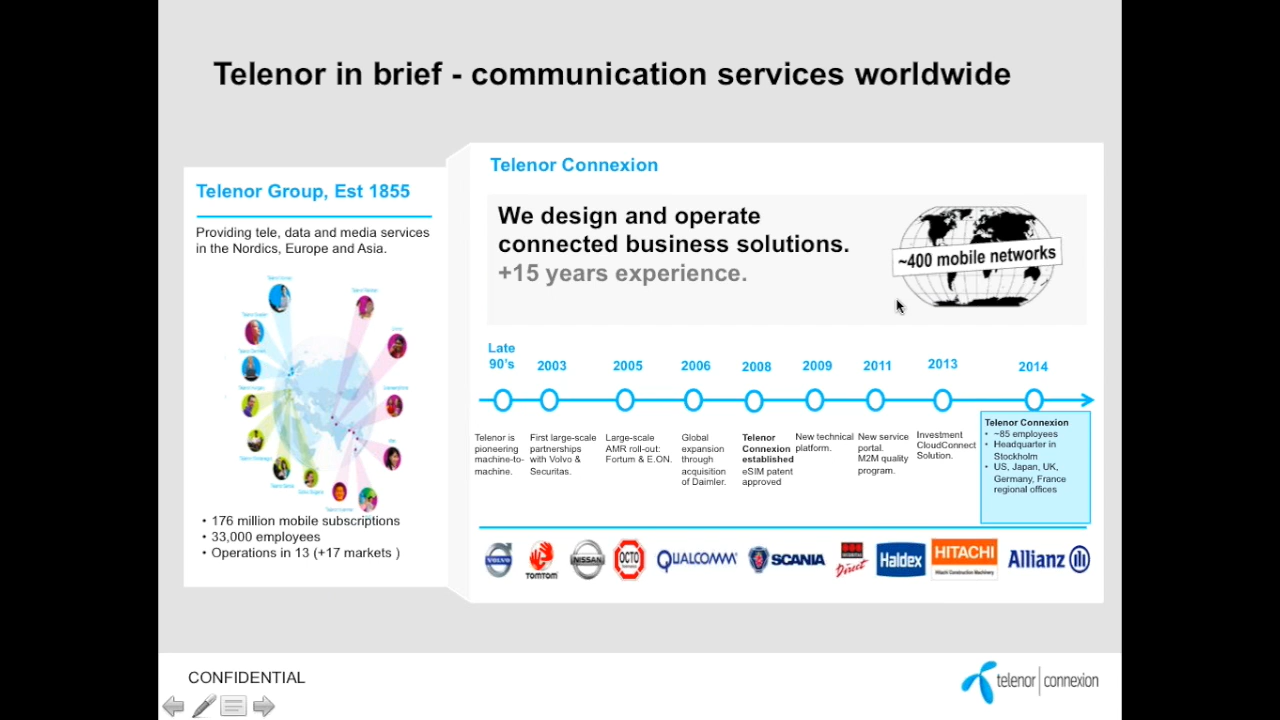 Telenor in brief - communication services worldwide
Telenor Group, Est 1855
Providing tele, data and media services
in the Nordics, Europe and Asia.
• 176 million mobile subscriptions
• 33,000 employees
• Operations in 13 (+17 markets )
Telenor Connexion
We design and operate
connected business solutions.
+15 years experience.
~400 mobile networks
Late
90's
2003
2005
2006
2008
2009
2011
2013
2014
Telenor is
pioneering
machine-to-
machine.
First large-scale
partnerships
with Volvo &
Securitas.
Large-scale
AMR roll-out:
Fortum & E.ON.
Global
expansion
through
acquisition
of Daimler.
Telenor
Connexion
established
eSIM patent
approved
New technical
platform.
New service
portal.
M2M quality
program.
Investment
CloudConnect
Solution.
Telenor Connexion
• ~85 employees
• Headquarter in
Stockholm
• US, Japan, UK,
Germany, France
regional offices
VOLVO
TOMTOM
NISSAN
OCTO
QUALCOMM
SCANIA
Direct
Haldex
HITACHI
Hitachi Construction Machinery
Allianz
CONFIDENTIAL
telenor | connexion